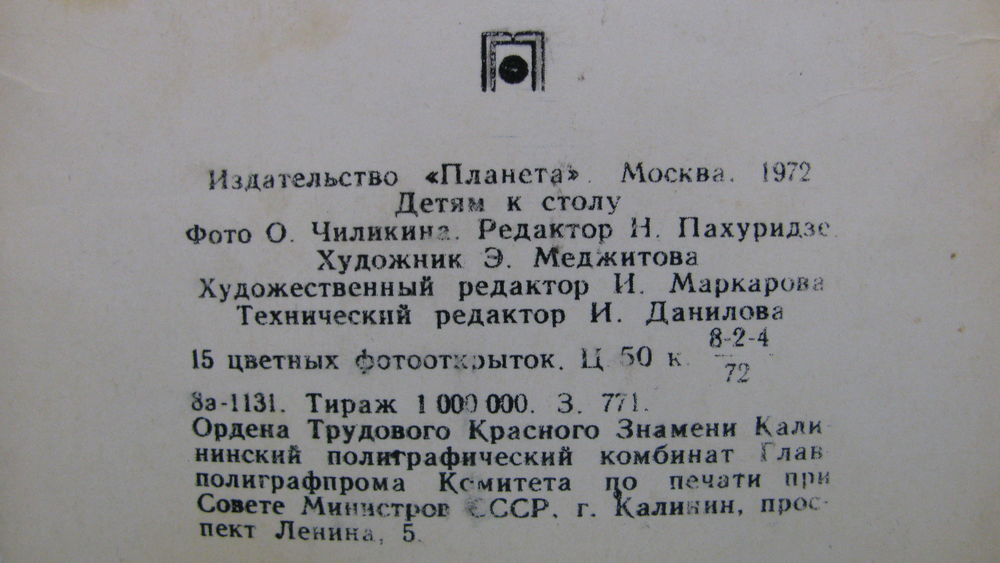 Издательство «Планета». Москва. 1972
Детям к столу
Фото О. Чиликина. Редактор Н. Пахуридзе.
Художник Э. Меджитова
Художественный редактор И. Маркарова
Технический редактор И. Данилова
15 цветных фотооткрыток. Ц. 50 к. 8-2-4
72
8а-1131. Тираж 1 000 000. З. 771.
Ордена Трудового Красного Знамени Кали-
нинский полиграфический комбинат Глав-
полиграфпрома Комитета по печати при
Совете Министров СССР. г. Калинин, прос-
пект Ленина, 5.